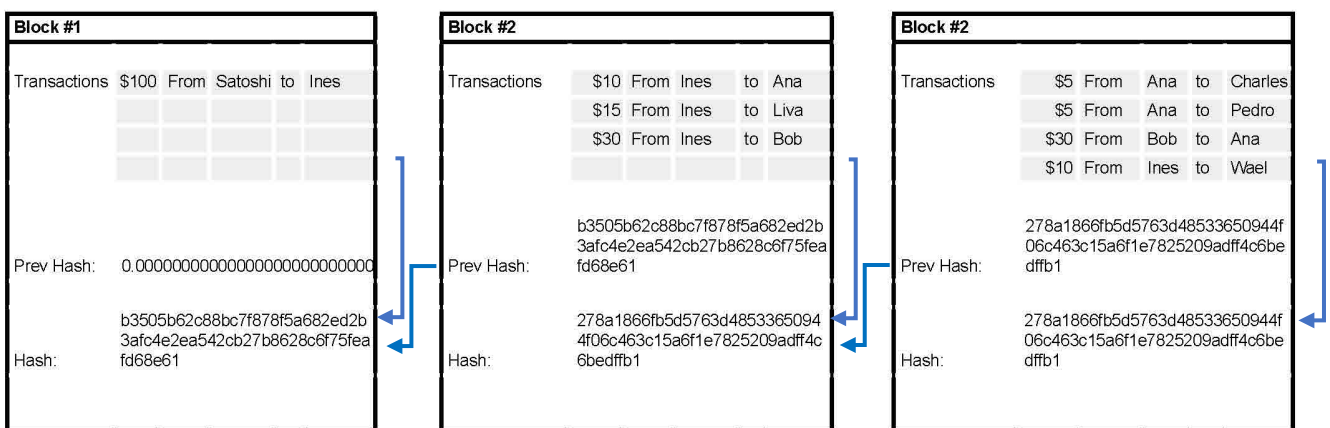 Block #1
Transactions $100 From Satoshi to Ines
Prev Hash: 0.00000000000000000000000000
b3505b62c88bc7f878f5a682ed2b
3afc4e2ea542cb27b8628c6f75fea
Hash: fd68e61
Block #2
Transactions $10 From Ines to Ana
$15 From Ines to Liva
$30 From Ines to Bob
b3505b62c88bc7f878f5a682ed2b
3afc4e2ea542cb27b8628c6f75fea
Prev Hash: fd68e61
278a1866fb5d5763d4853365094
4f06c463c15a6f1e7825209adff4c
Hash: 6bedffb1
Block #2
Transactions $5 From Ana to Charles
$5 From Ana to Pedro
$30 From Bob to Ana
$10 From Ines to Wael
278a1866fb5d5763d48533650944f
06c463c15a6f1e7825209adff4c6be
Prev Hash: dffb1
278a1866fb5d5763d48533650944f
06c463c15a6f1e7825209adff4c6be
Hash: dffb1